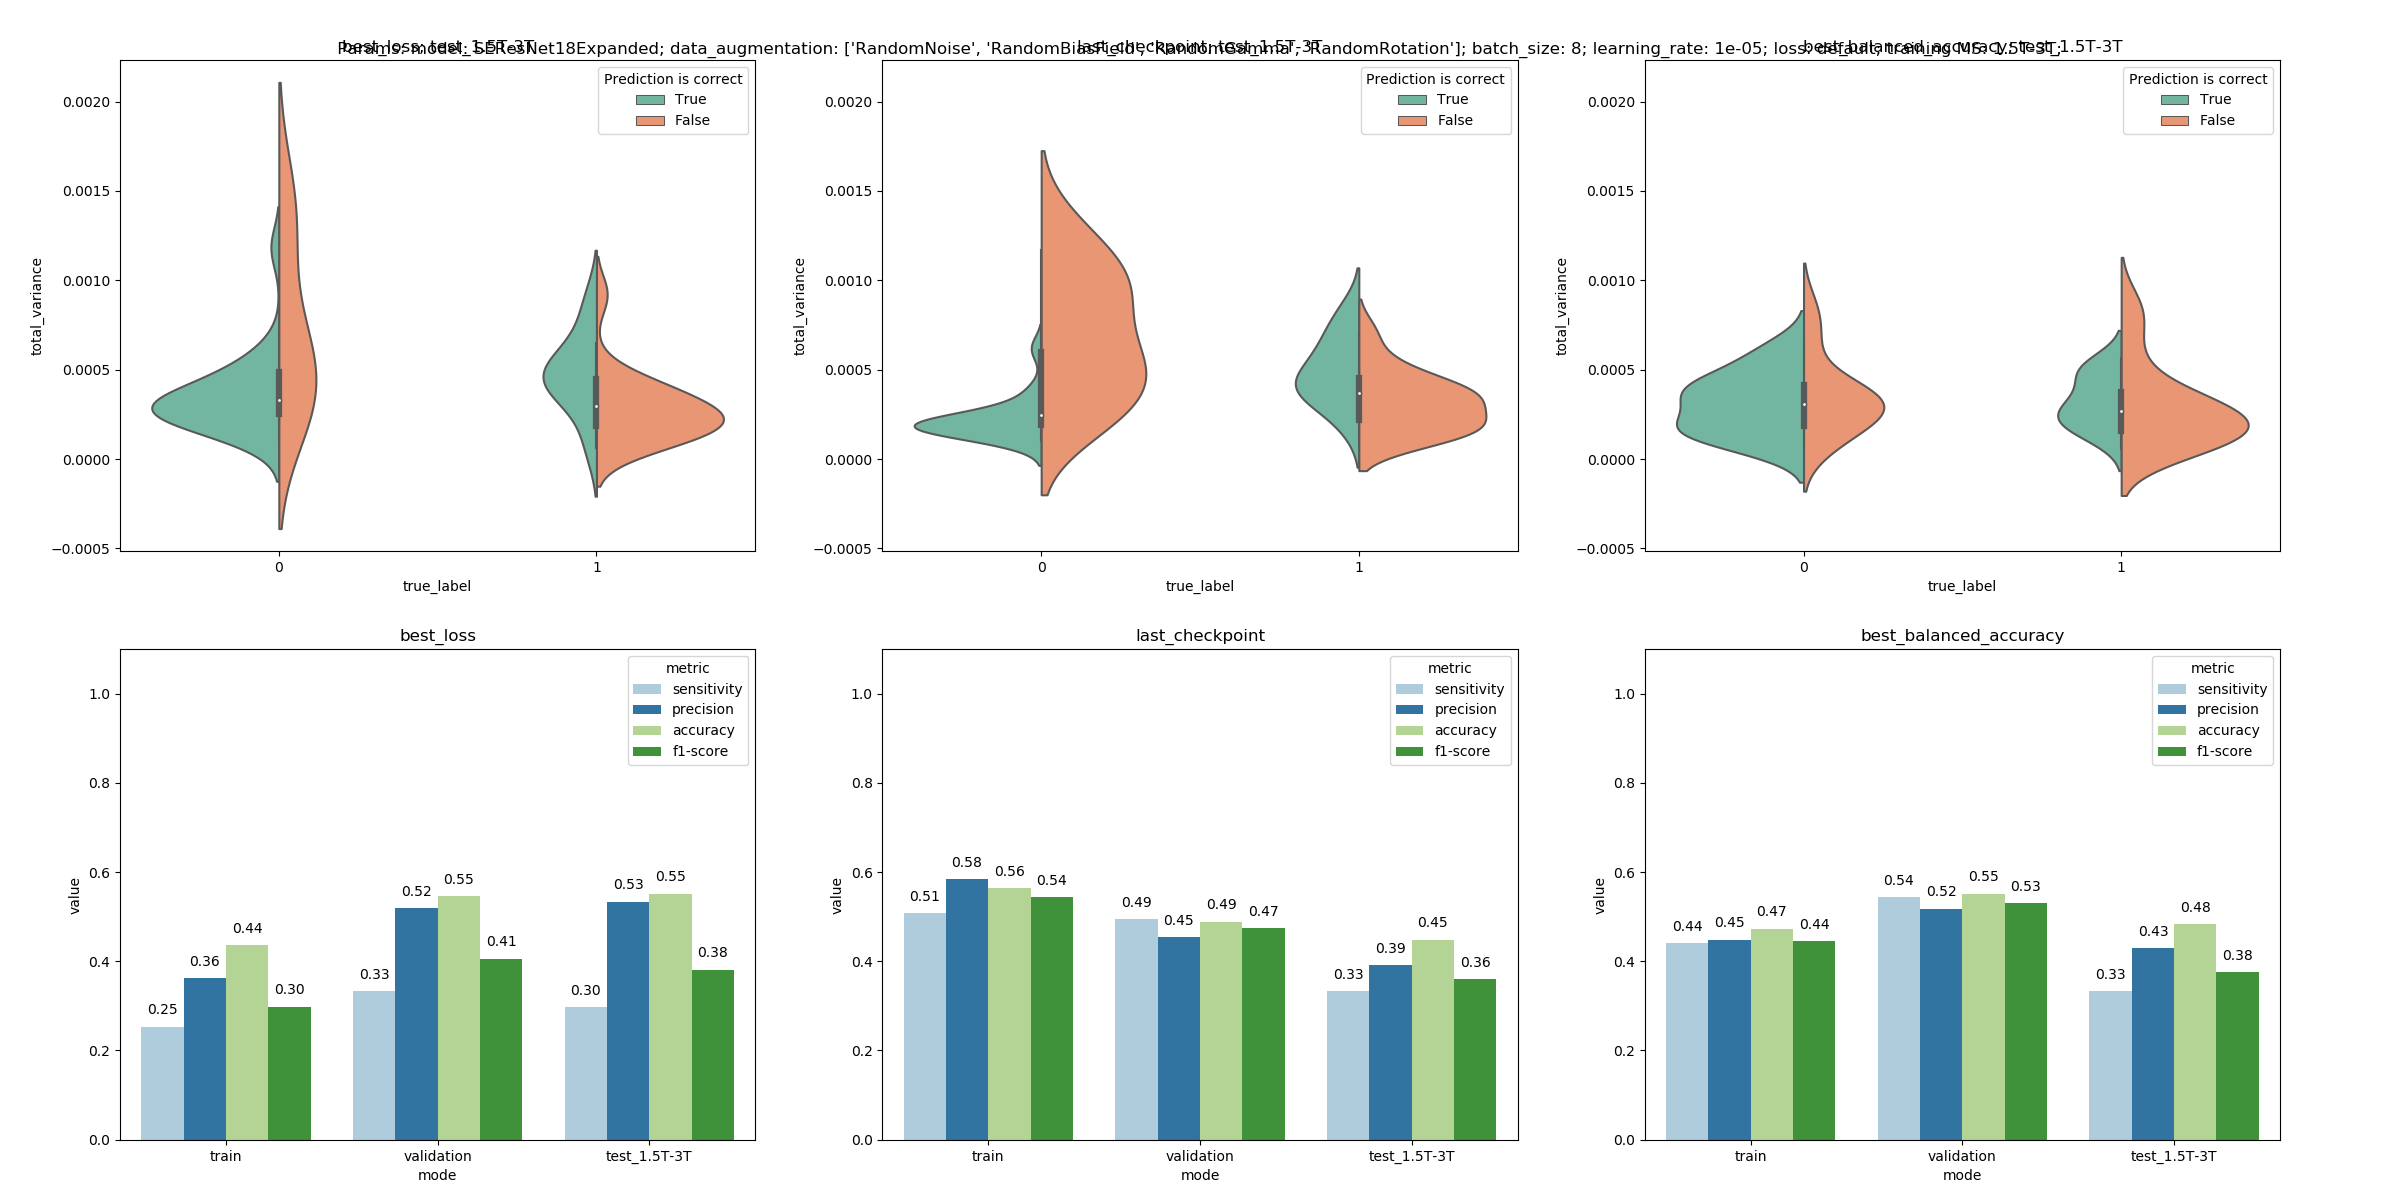 Params: model: SEResNet18Expanded; data_augmentation: ['RandomNoise', 'RandomBiasField', 'RandomGamma', 'RandomRotation']; batch_size: 8; learning_rate: 1e-05; loss: default; training MS: 1.5T-3T;
best_loss; test_1.5T-3T
last_checkpoint; test_1.5T-3T
best_balanced_accuracy; test_1.5T-3T
Prediction is correct
True
False
0.0020
0.0015
0.0010
0.0005
0.0000
−0.0005
total_variance
0 1
true_label
Prediction is correct
True
False
0.0020
0.0015
0.0010
0.0005
0.0000
−0.0005
total_variance
0 1
true_label
Prediction is correct
True
False
0.0020
0.0015
0.0010
0.0005
0.0000
−0.0005
total_variance
0 1
true_label
best_loss
metric
sensitivity
precision
accuracy
f1-score
1.0
0.8
0.6
0.4
0.2
0.0
value
0.25 0.36 0.44 0.30 0.33 0.52 0.55 0.41 0.30 0.53 0.55 0.38
train validation test_1.5T-3T
mode
last_checkpoint
metric
sensitivity
precision
accuracy
f1-score
1.0
0.8
0.6
0.4
0.2
0.0
value
0.51 0.58 0.56 0.54 0.49 0.45 0.49 0.47 0.33 0.39 0.45 0.36
train validation test_1.5T-3T
mode
best_balanced_accuracy
metric
sensitivity
precision
accuracy
f1-score
1.0
0.8
0.6
0.4
0.2
0.0
value
0.44 0.45 0.47 0.44 0.54 0.52 0.55 0.53 0.33 0.43 0.48 0.38
train validation test_1.5T-3T
mode